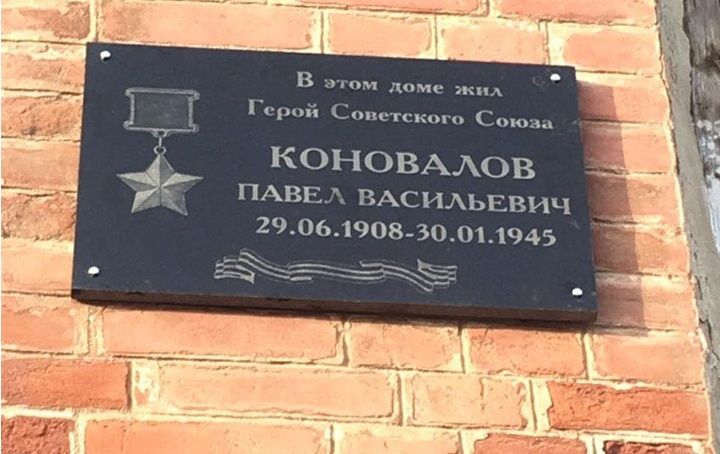 В этом доме жил
Герой Советского Союза
КОНОВАЛОВ
ПАВЕЛ ВАСИЛЬЕВИЧ
29.06.1908-30.01.1945